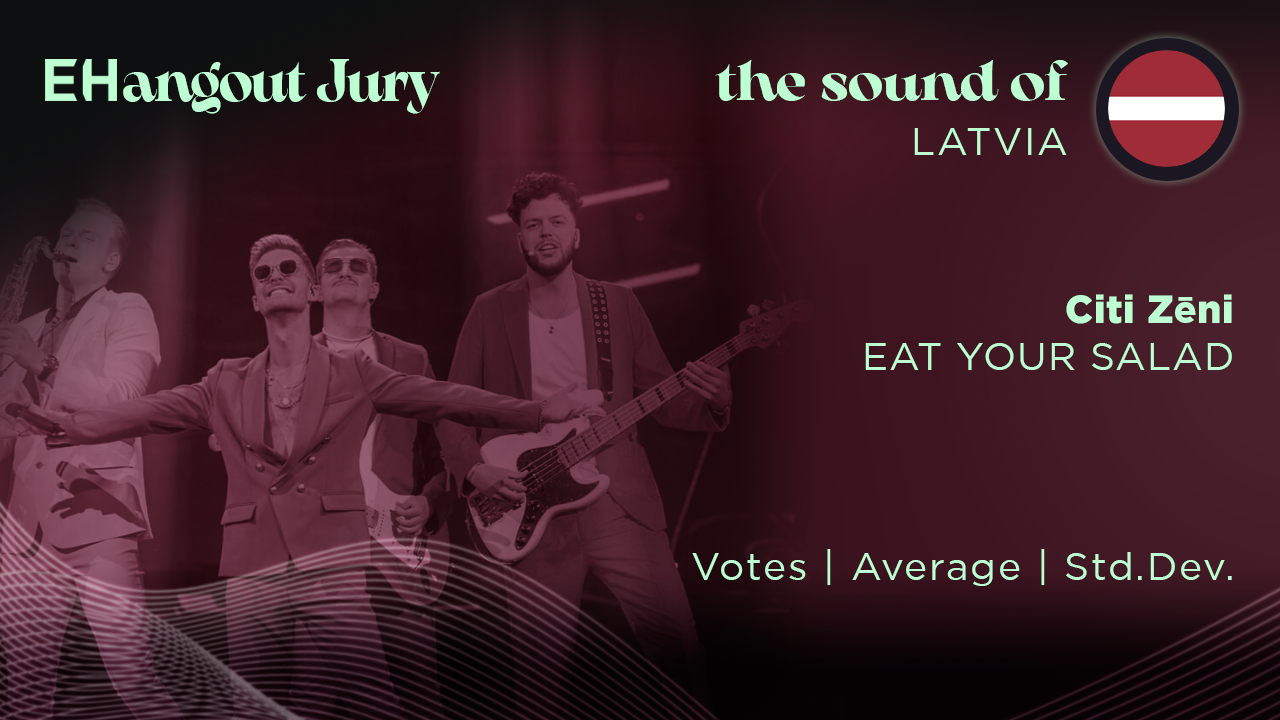 EHangout Jury
the sound of
LATVIA
Citi Zēni
EAT YOUR SALAD
Votes | Average | Std.Dev.